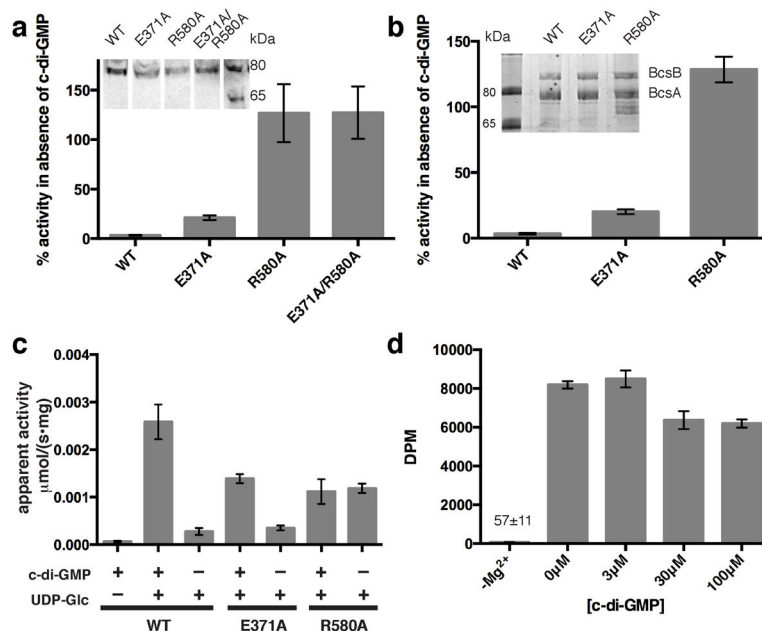 a
WT
E371A
R580A
E371A/
R580A
kDa
80
65
% activity in absence of c-di-GMP
150
100
50
0
WT
E371A
R580A
E371A/R580A
b
WT
E371A
R580A
80
65
BcsB
BcsA
% activity in absence of c-di-GMP
150
100
50
0
WT
E371A
R580A
c
apparent activity
μmol/(s•mg)
0.004
0.003
0.002
0.001
0.000
c-di-GMP + + − + − + −
UDP-Glc − + + + + + +
WT E371A R580A
d
DPM
10000
8000
6000
4000
2000
0
57±11
-Mg2+
0μM
3μM
30μM
100μM
[c-di-GMP]